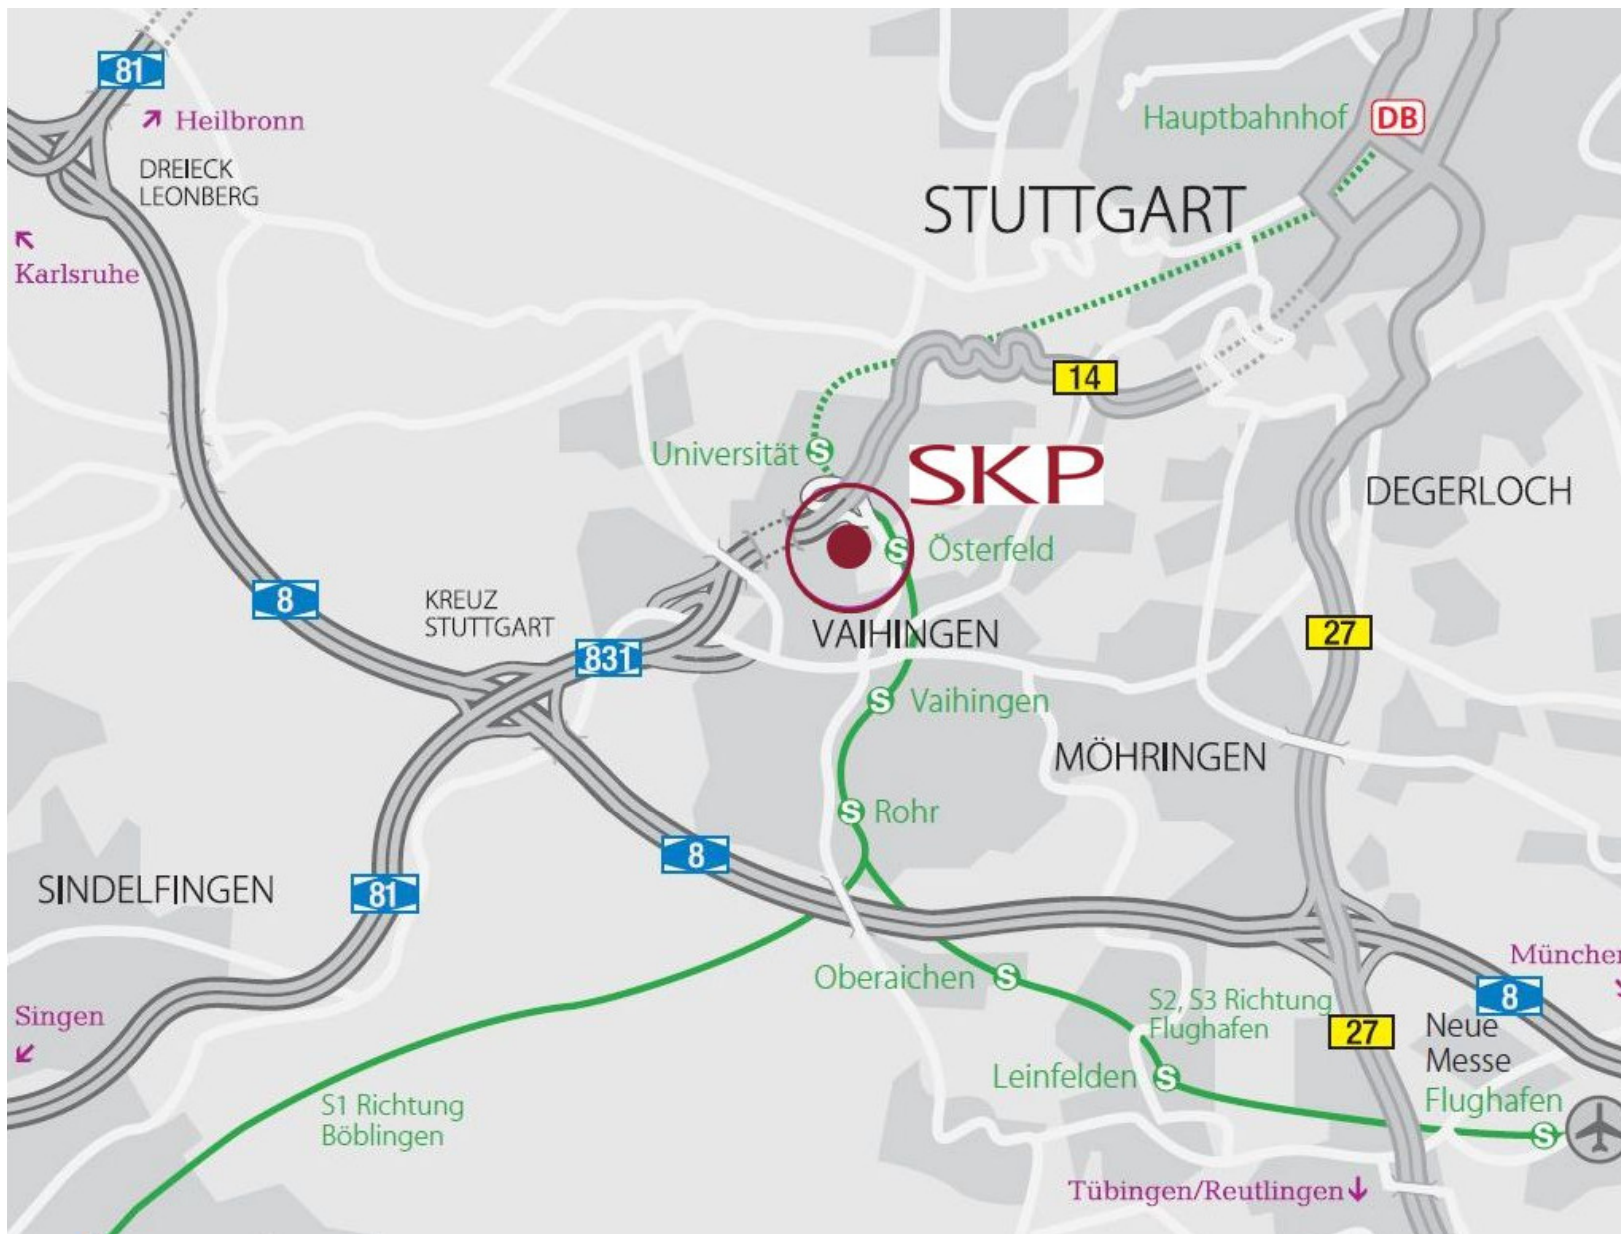 81
Heilbronn
DREIECK
LEONBERG
Karlsruhe
Hauptbahnhof DB
STUTTGART
14
Universität S
SKP
DEGERLOCH
S Österfeld
8
KREUZ
STUTTGART
831
VAIHINGEN
27
S Vaihingen
MÖHRINGEN
S Rohr
8
SINDELFINGEN
81
Oberaichen S
München
8
Singen
S2, S3 Richtung
Flughafen
27
Neue
Messe
Leinfelden S
Flughafen
S
S1 Richtung
Böblingen
Tübingen/Reutlingen